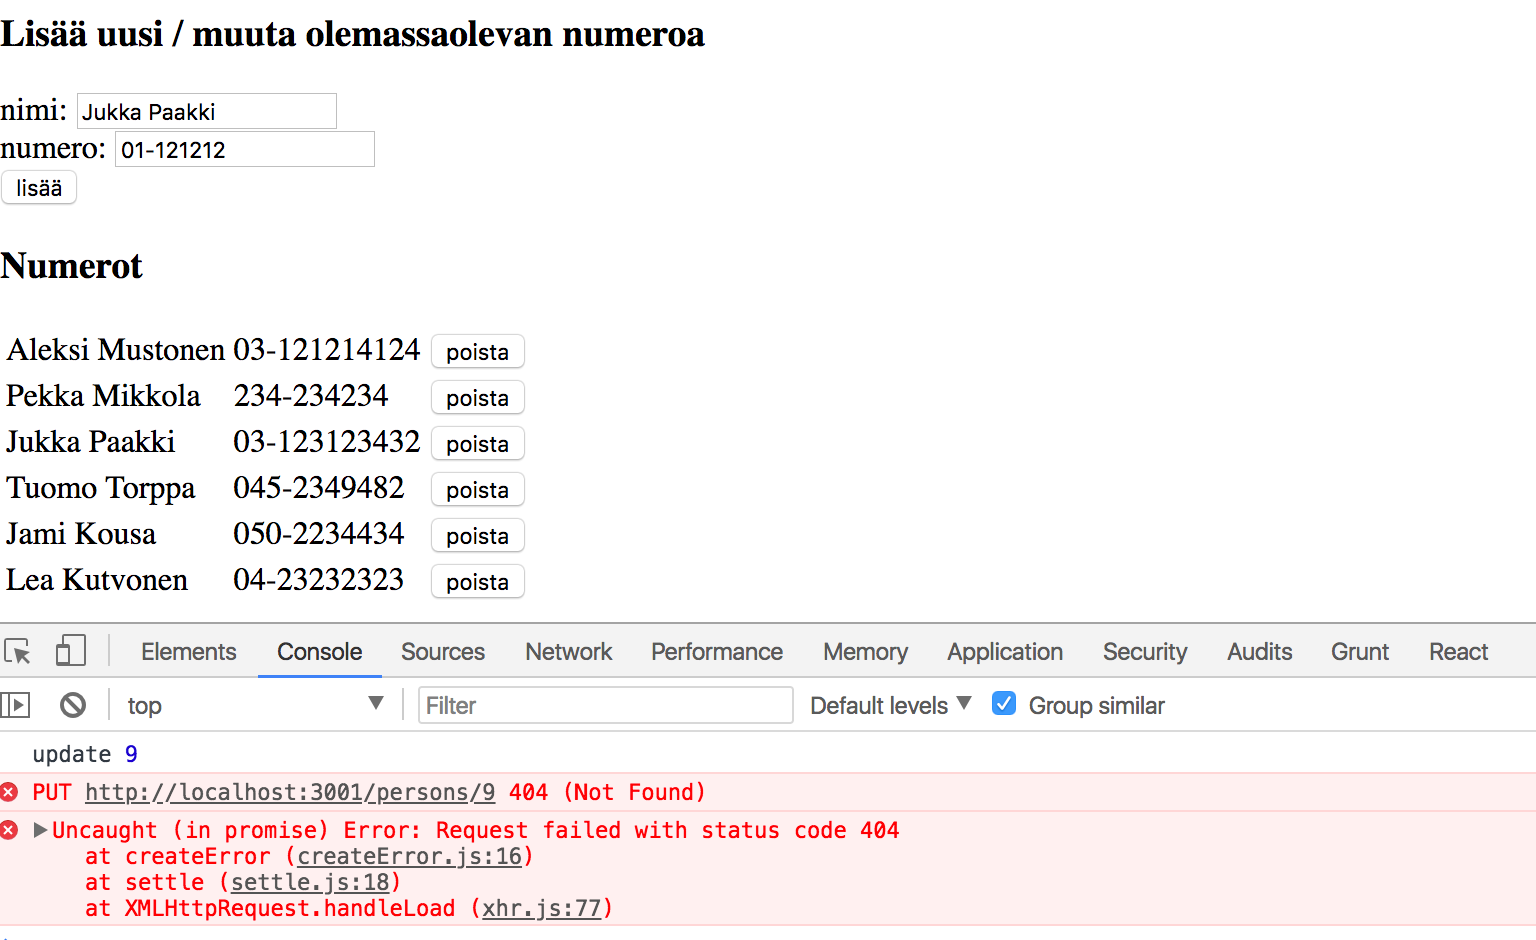 Lisää uusi / muuta olemassaolevan numeroa
nimi: Jukka Paakki
numero: 01-121212
lisää
Numerot
Aleksi Mustonen 03-121214124 poista
Pekka Mikkola 234-234234 poista
Jukka Paakki 03-123123432 poista
Tuomo Torppa 045-2349482 poista
Jami Kousa 050-2234434 poista
Lea Kutvonen 04-23232323 poista
Elements Console Sources Network Performance Memory Application Security Audits Grunt React
top Filter Default levels Group similar
update 9
PUT http://localhost:3001/persons/9 404 (Not Found)
Uncaught (in promise) Error: Request failed with status code 404
at createError (createError.js:16)
at settle (settle.js:18)
at XMLHttpRequest.handleLoad (xhr.js:77)